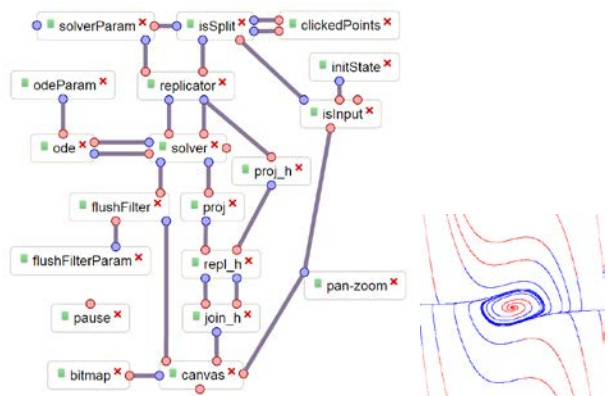 solverParam
isSplit
clickedPoints
initState
odeParam
replicator
isInput
ode
solver
proj_h
flushFilter
proj
flushFilterParam
repl_h
pan-zoom
pause
join_h
bitmap
canvas